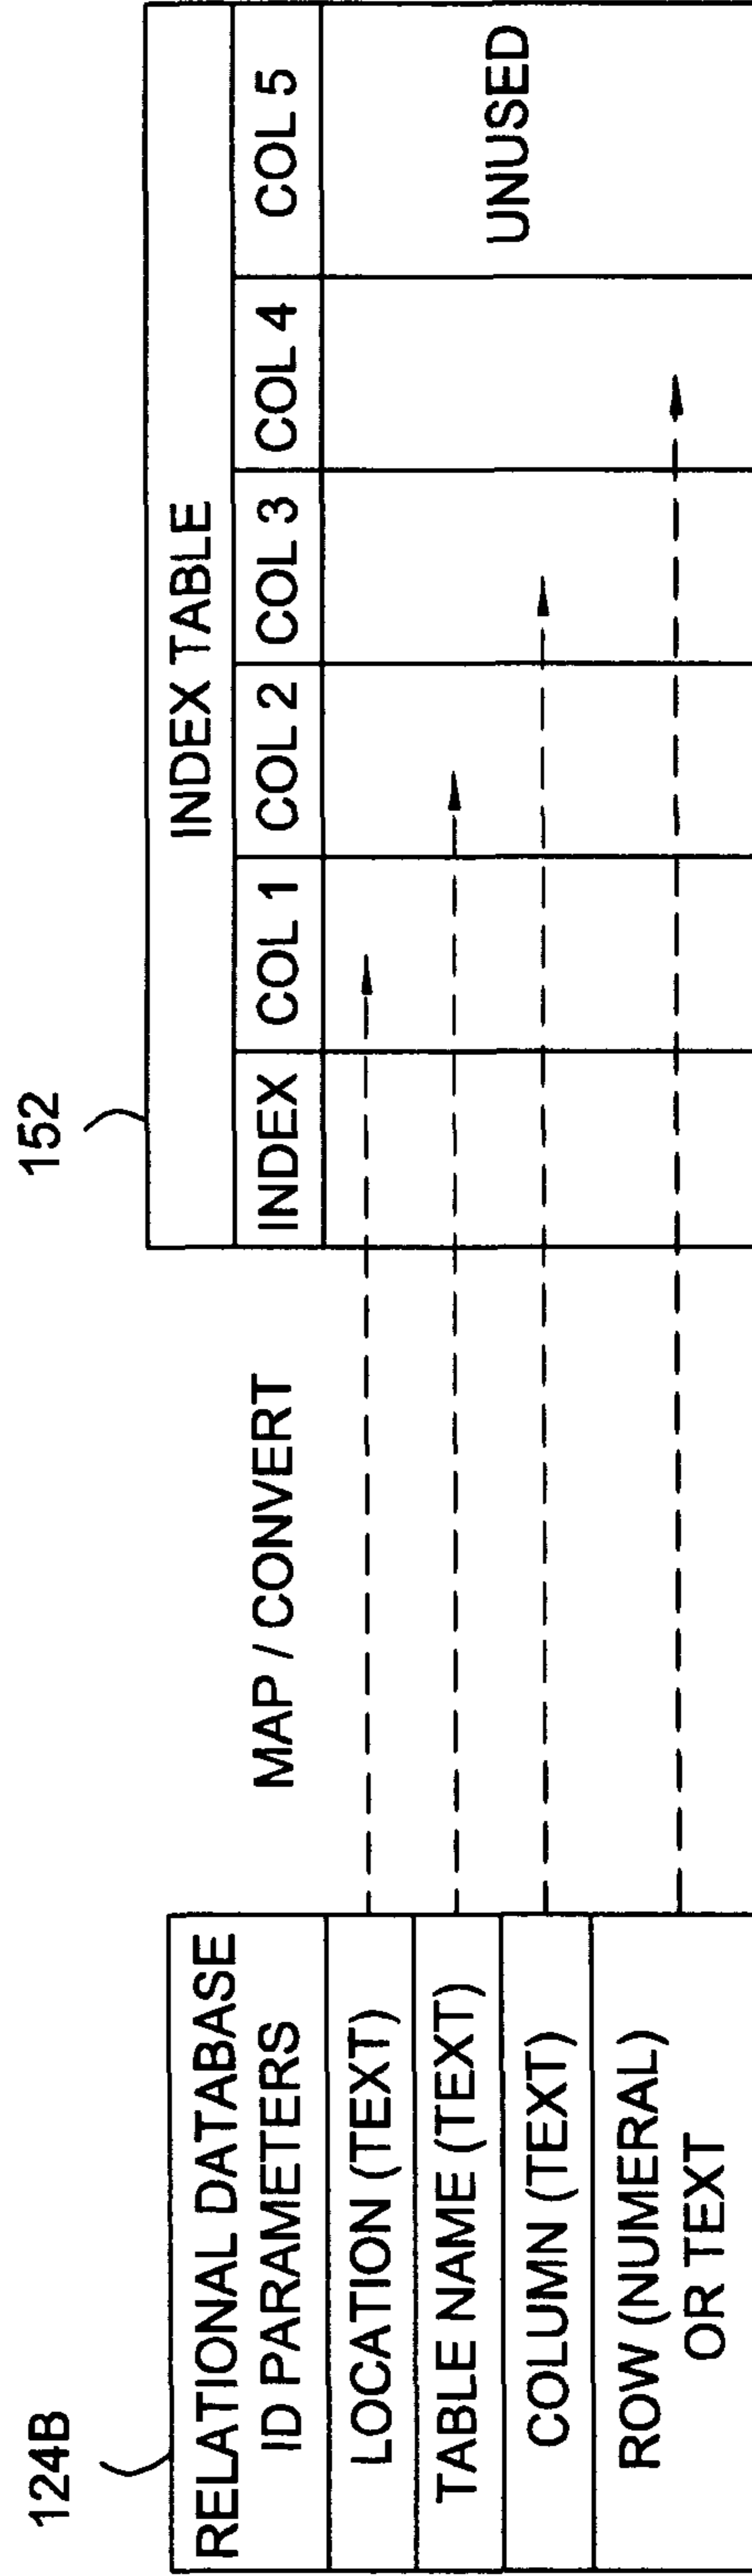 124B
RELATIONAL DATABASE
ID PARAMETERS
LOCATION (TEXT)
TABLE NAME (TEXT)
COLUMN (TEXT)
ROW (NUMERAL)
OR TEXT
MAP / CONVERT
152
INDEX TABLE
INDEX COL 1 COL 2 COL 3 COL 4 COL 5
UNUSED